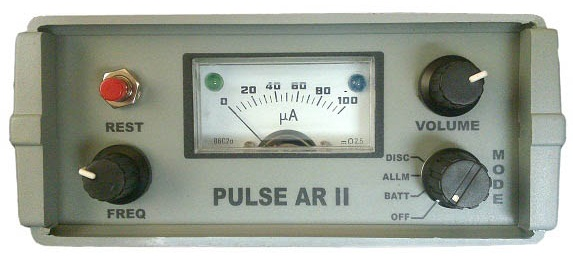 0 20 40 60 80 100
µA
REST
VOLUME
DISC
ALLM
BATT
OFF
MODE
FREQ
PULSE AR II